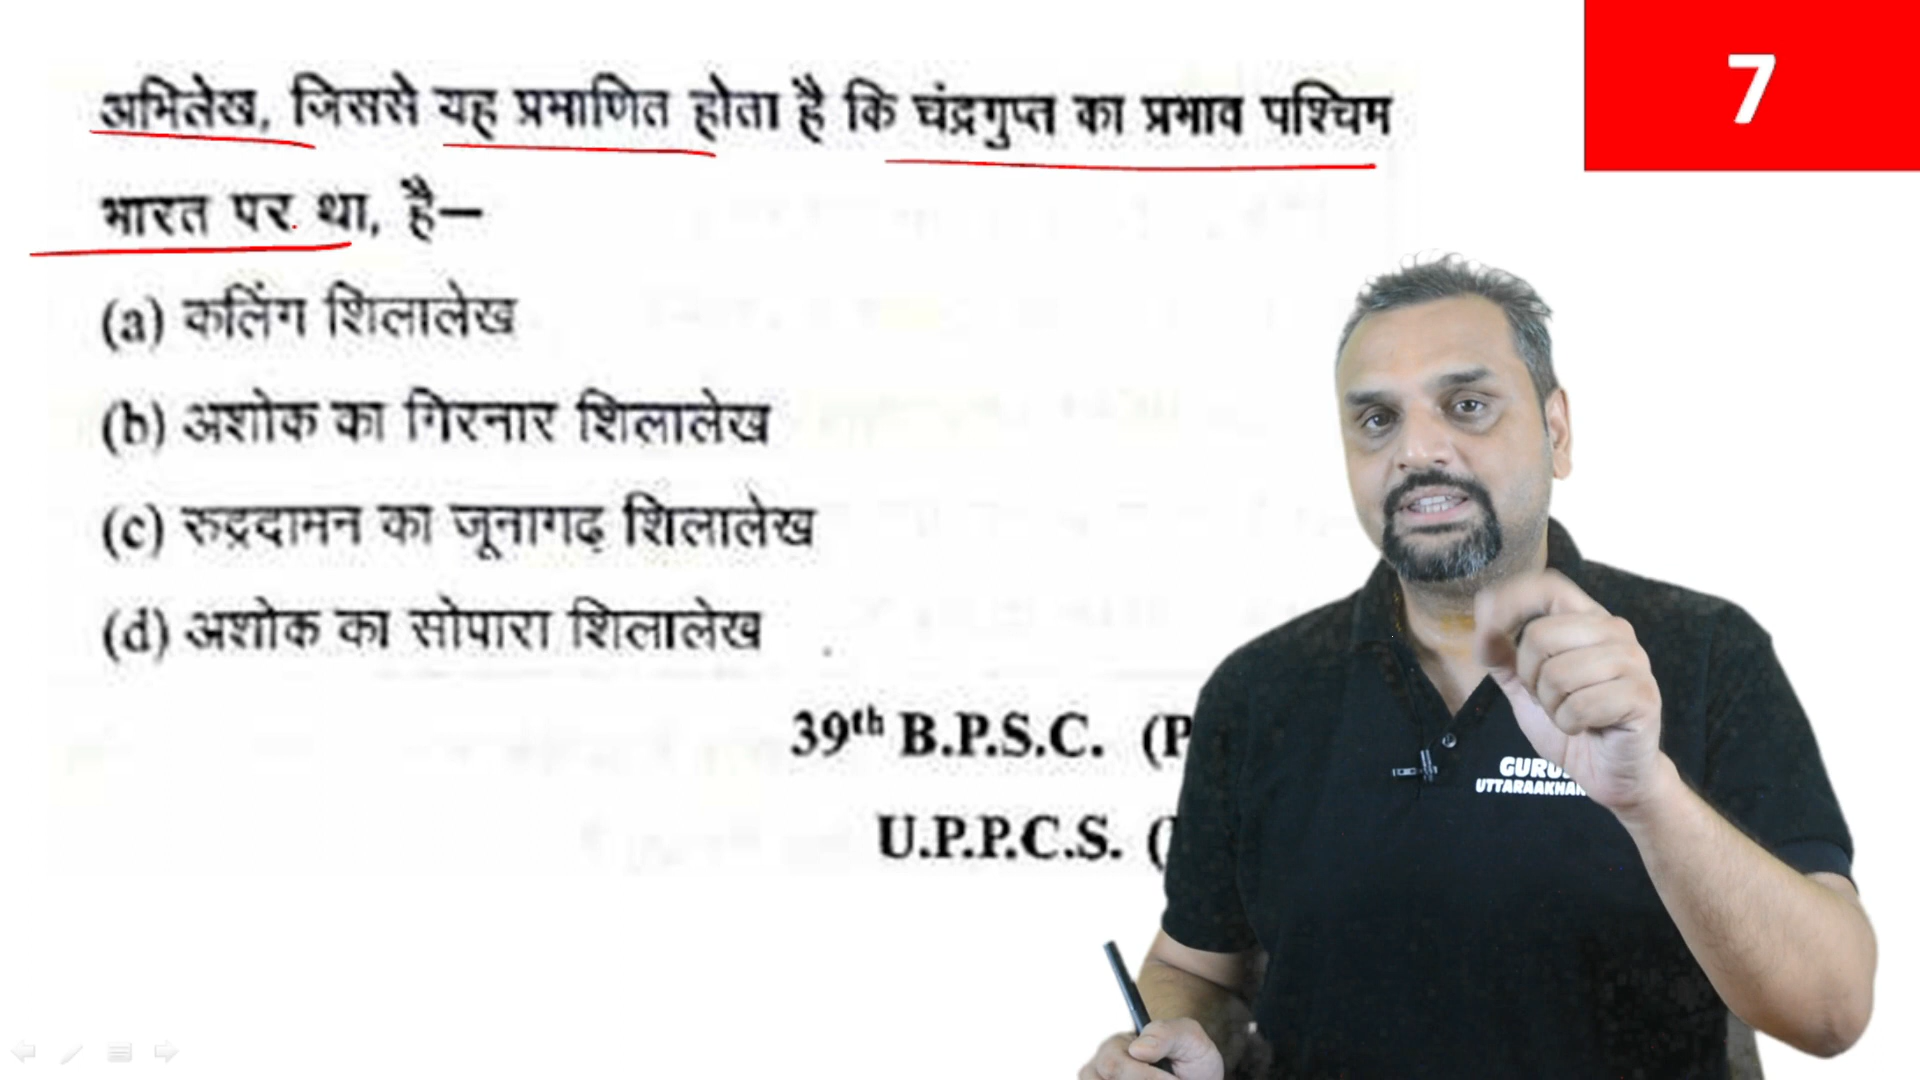 7
अभिलेख, जिससे यह प्रमाणित होता है कि चंद्रगुप्त का प्रभाव पश्चिम
भारत पर था, है—
(a) कलिंग शिलालेख
(b) अशोक का गिरनार शिलालेख
(c) रुद्रदामन का जूनागढ़ शिलालेख
(d) अशोक का सोपारा शिलालेख
39th B.P.S.C. (P
U.P.P.C.S. (